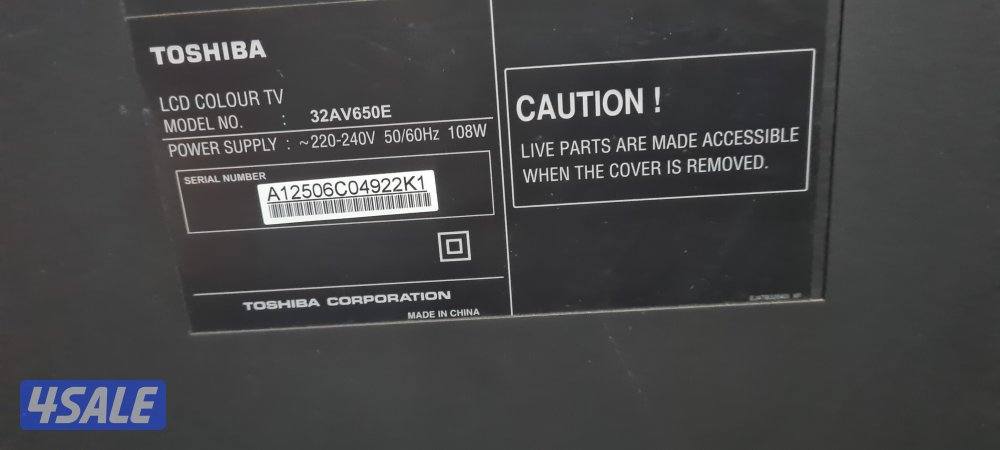 TOSHIBA
LCD COLOUR TV
MODEL NO. : 32AV650E
POWER SUPPLY : ~220-240V 50/60Hz 108W
SERIAL NUMBER
A12506C04922K1
TOSHIBA CORPORATION
MADE IN CHINA
CAUTION !
LIVE PARTS ARE MADE ACCESSIBLE
WHEN THE COVER IS REMOVED.
4SALE